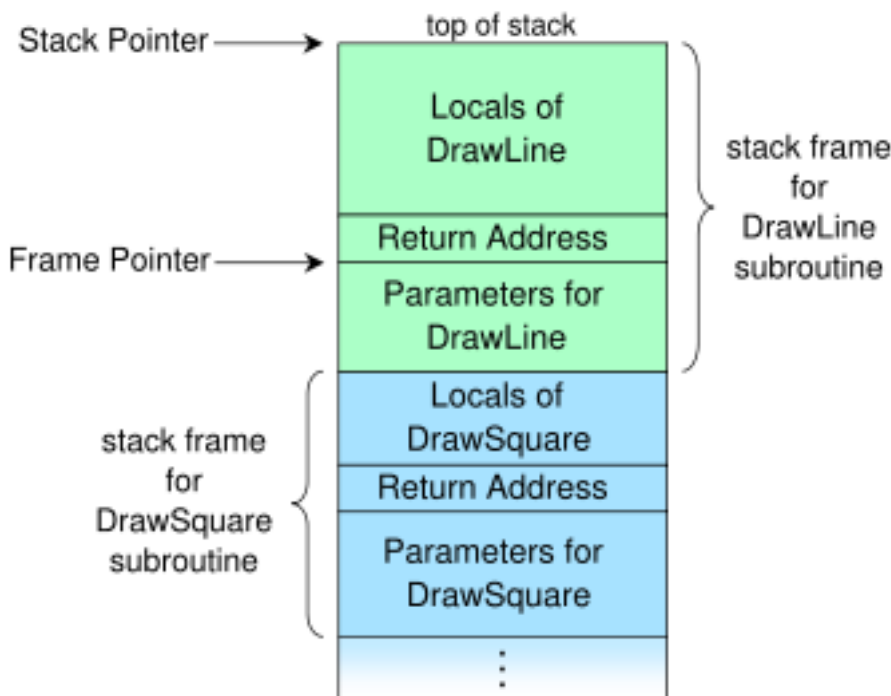 top of stack
Stack Pointer
Locals of
DrawLine
stack frame
for
DrawLine
subroutine
Return Address
Frame Pointer
Parameters for
DrawLine
Locals of
DrawSquare
stack frame
for
DrawSquare
subroutine
Return Address
Parameters for
DrawSquare